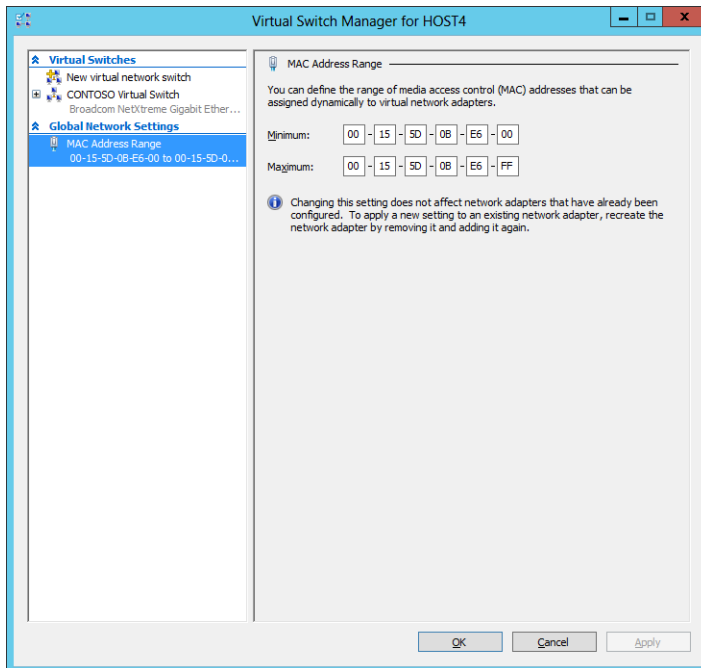 Virtual Switch Manager for HOST4
Virtual Switches
New virtual network switch
CONTOSO Virtual Switch
Broadcom NetXtreme Gigabit Ether...
Global Network Settings
MAC Address Range
00-15-5D-0B-E6-00 to 00-15-5D-0...
MAC Address Range
You can define the range of media access control (MAC) addresses that can be
assigned dynamically to virtual network adapters.
Minimum: 00 - 15 - 5D - 0B - E6 - 00
Maximum: 00 - 15 - 5D - 0B - E6 - FF
Changing this setting does not affect network adapters that have already been
configured. To apply a new setting to an existing network adapter, recreate the
network adapter by removing it and adding it again.
OK Cancel Apply